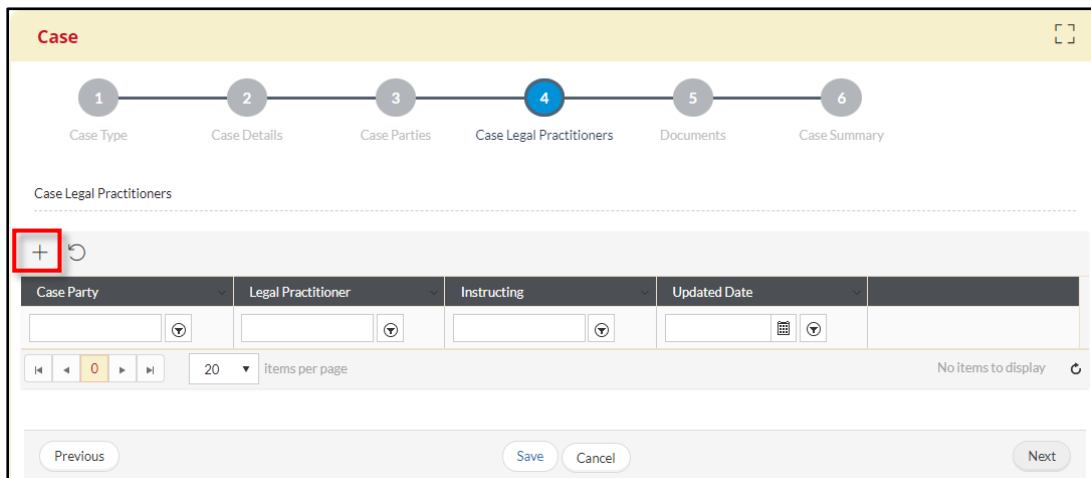 Case
1 2 3 4 5 6
Case Type Case Details Case Parties Case Legal Practitioners Documents Case Summary
Case Legal Practitioners
Case Party Legal Practitioner Instructing Updated Date
0 20 items per page No items to display
Previous Save Cancel Next